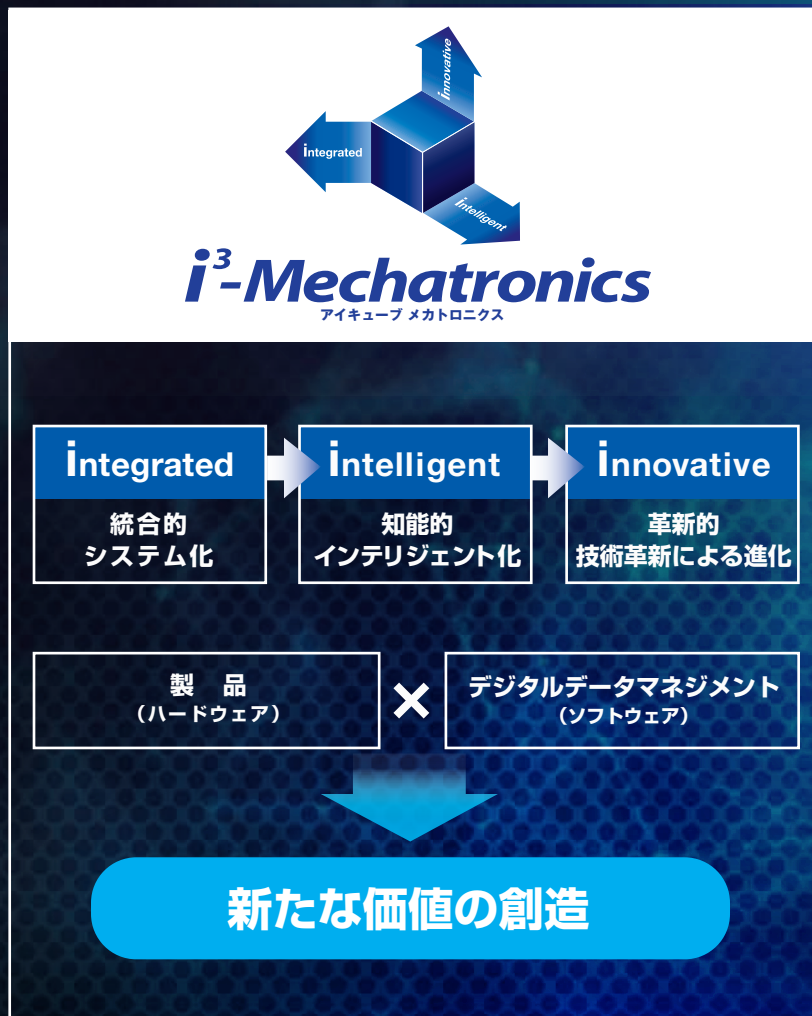 innovative
integrated
intelligent
i³-Mechatronics
アイキューブ メカトロニクス
integrated
統合的
システム化
intelligent
知能的
インテリジェント化
innovative
革新的
技術革新による進化
製 品
（ハードウェア）
×
デジタルデータマネジメント
（ソフトウェア）
新たな価値の創造